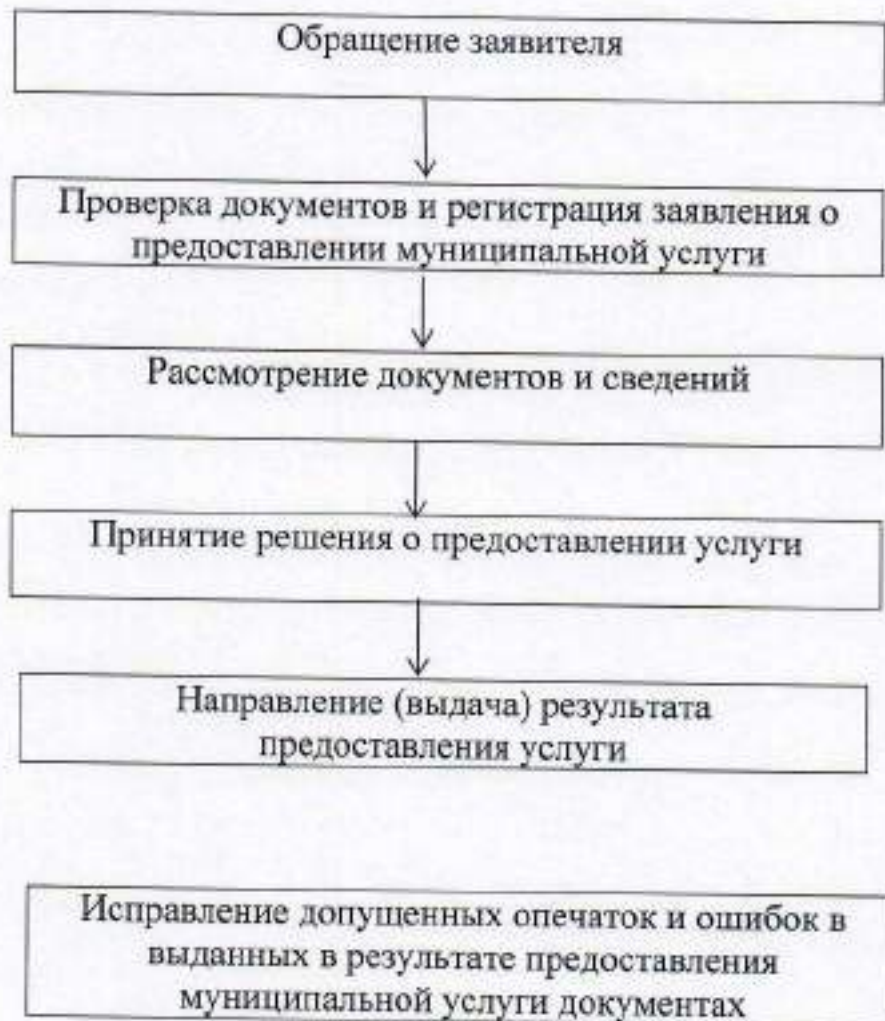 Обращение заявителя
Проверка документов и регистрация заявления о
предоставлении муниципальной услуги
Рассмотрение документов и сведений
Принятие решения о предоставлении услуги
Направление (выдача) результата
предоставления услуги
Исправление допущенных опечаток и ошибок в
выданных в результате предоставления
муниципальной услуги документах